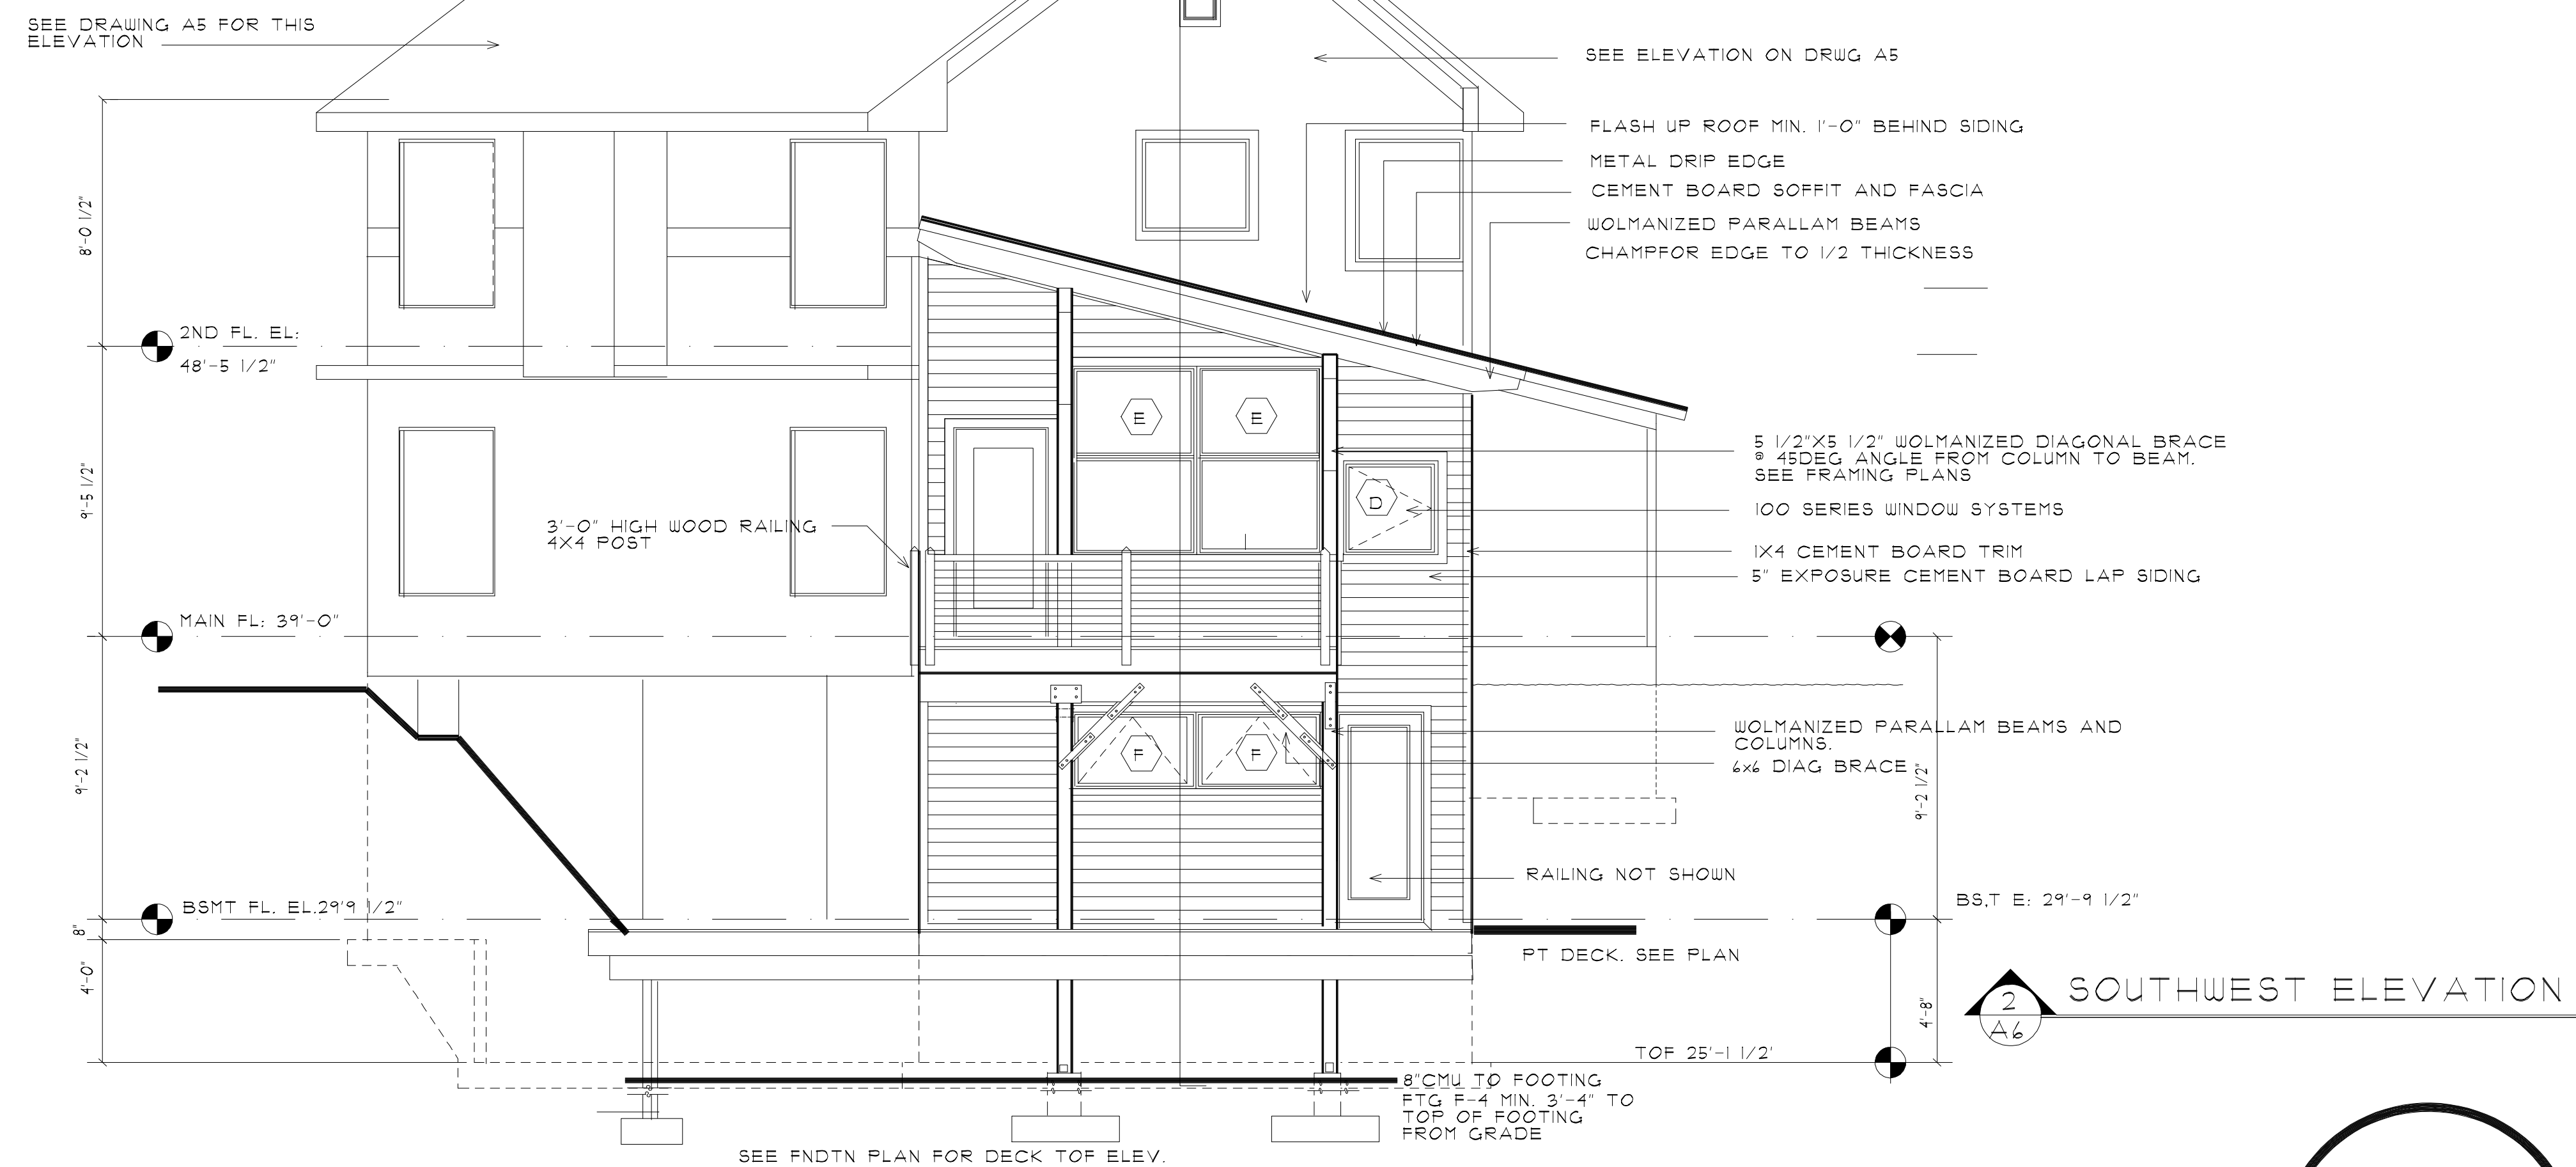 SEE DRAWING A5 FOR THIS
ELEVATION
SEE ELEVATION ON DRWG A5
FLASH UP ROOF MIN. 1'-0" BEHIND SIDING
METAL DRIP EDGE
CEMENT BOARD SOFFIT AND FASCIA
WOLMANIZED PARALLAM BEAMS
CHAMPFOR EDGE TO 1/2 THICKNESS
8'-0 1/2"
2ND FL. EL:
48'-5 1/2"
E
E
5 1/2"X5 1/2" WOLMANIZED DIAGONAL BRACE
@ 45DEG ANGLE FROM COLUMN TO BEAM.
SEE FRAMING PLANS
9'-5 1/2"
D
100 SERIES WINDOW SYSTEMS
3'-0" HIGH WOOD RAILING
4X4 POST
1X4 CEMENT BOARD TRIM
5" EXPOSURE CEMENT BOARD LAP SIDING
MAIN FL: 39'-0"
9'-2 1/2"
F
F
WOLMANIZED PARALLAM BEAMS AND
COLUMNS.
6x6 DIAG BRACE
9'-2 1/2"
RAILING NOT SHOWN
BSMT FL. EL.29'9 1/2"
BS,T E: 29'-9 1/2"
8"
4'-0"
PT DECK. SEE PLAN
4'-8"
2
A6
SOUTHWEST ELEVATION
TOF 25'-1 1/2'
8"CMU TO FOOTING
FTG F-4 MIN. 3'-4" TO
TOP OF FOOTING
FROM GRADE
SEE FNDTN PLAN FOR DECK TOF ELEV.